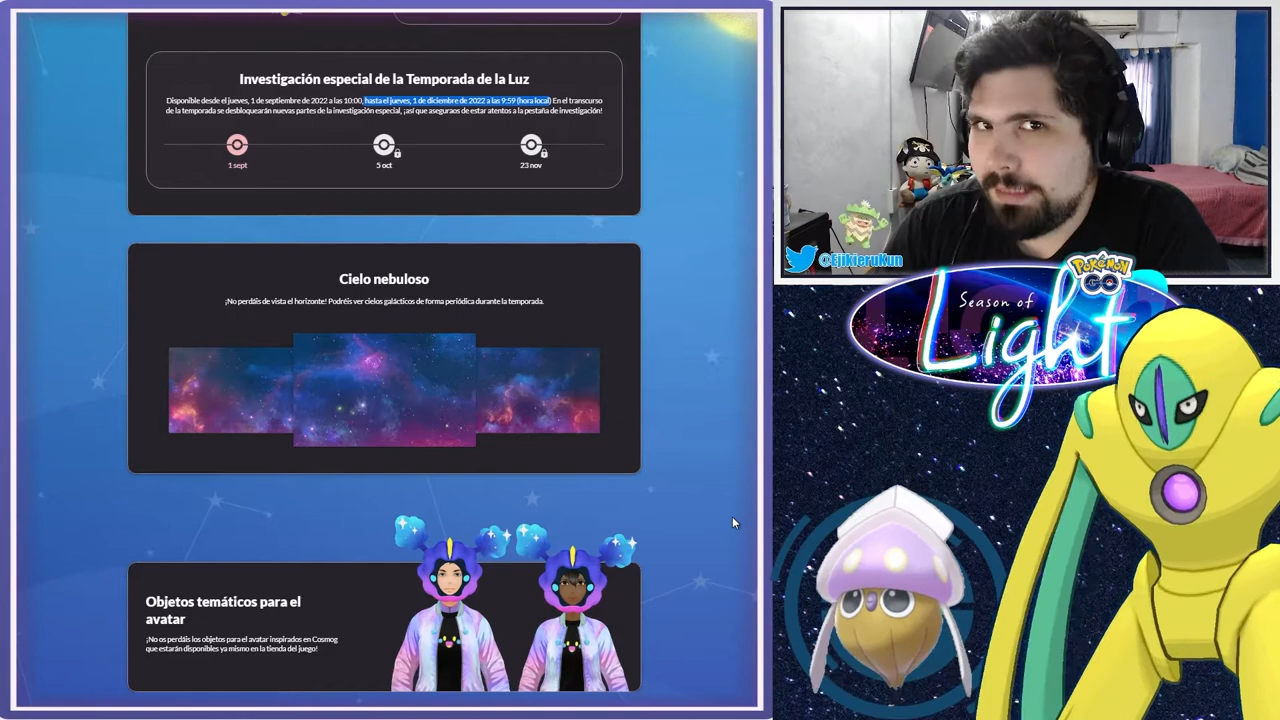 Investigación especial de la Temporada de la Luz
Disponible desde el jueves, 1 de septiembre de 2022 a las 10:00, hasta el jueves, 1 de diciembre de 2022 a las 9:59 (hora local) En el transcurso
de la temporada se desbloquearán nuevas partes de la investigación especial, ¡así que aseguraos de estar atentos a la pestaña de investigación!
1 sept
5 oct
23 nov
Cielo nebuloso
¡No perdáis de vista el horizonte! Podréis ver cielos galácticos de forma periódica durante la temporada.
Objetos temáticos para el
avatar
¡No os perdáis los objetos para el avatar inspirados en Cosmog
que estarán disponibles ya mismo en la tienda del juego!
@EjikieruKun
Pokémon
GO
Season of
Light